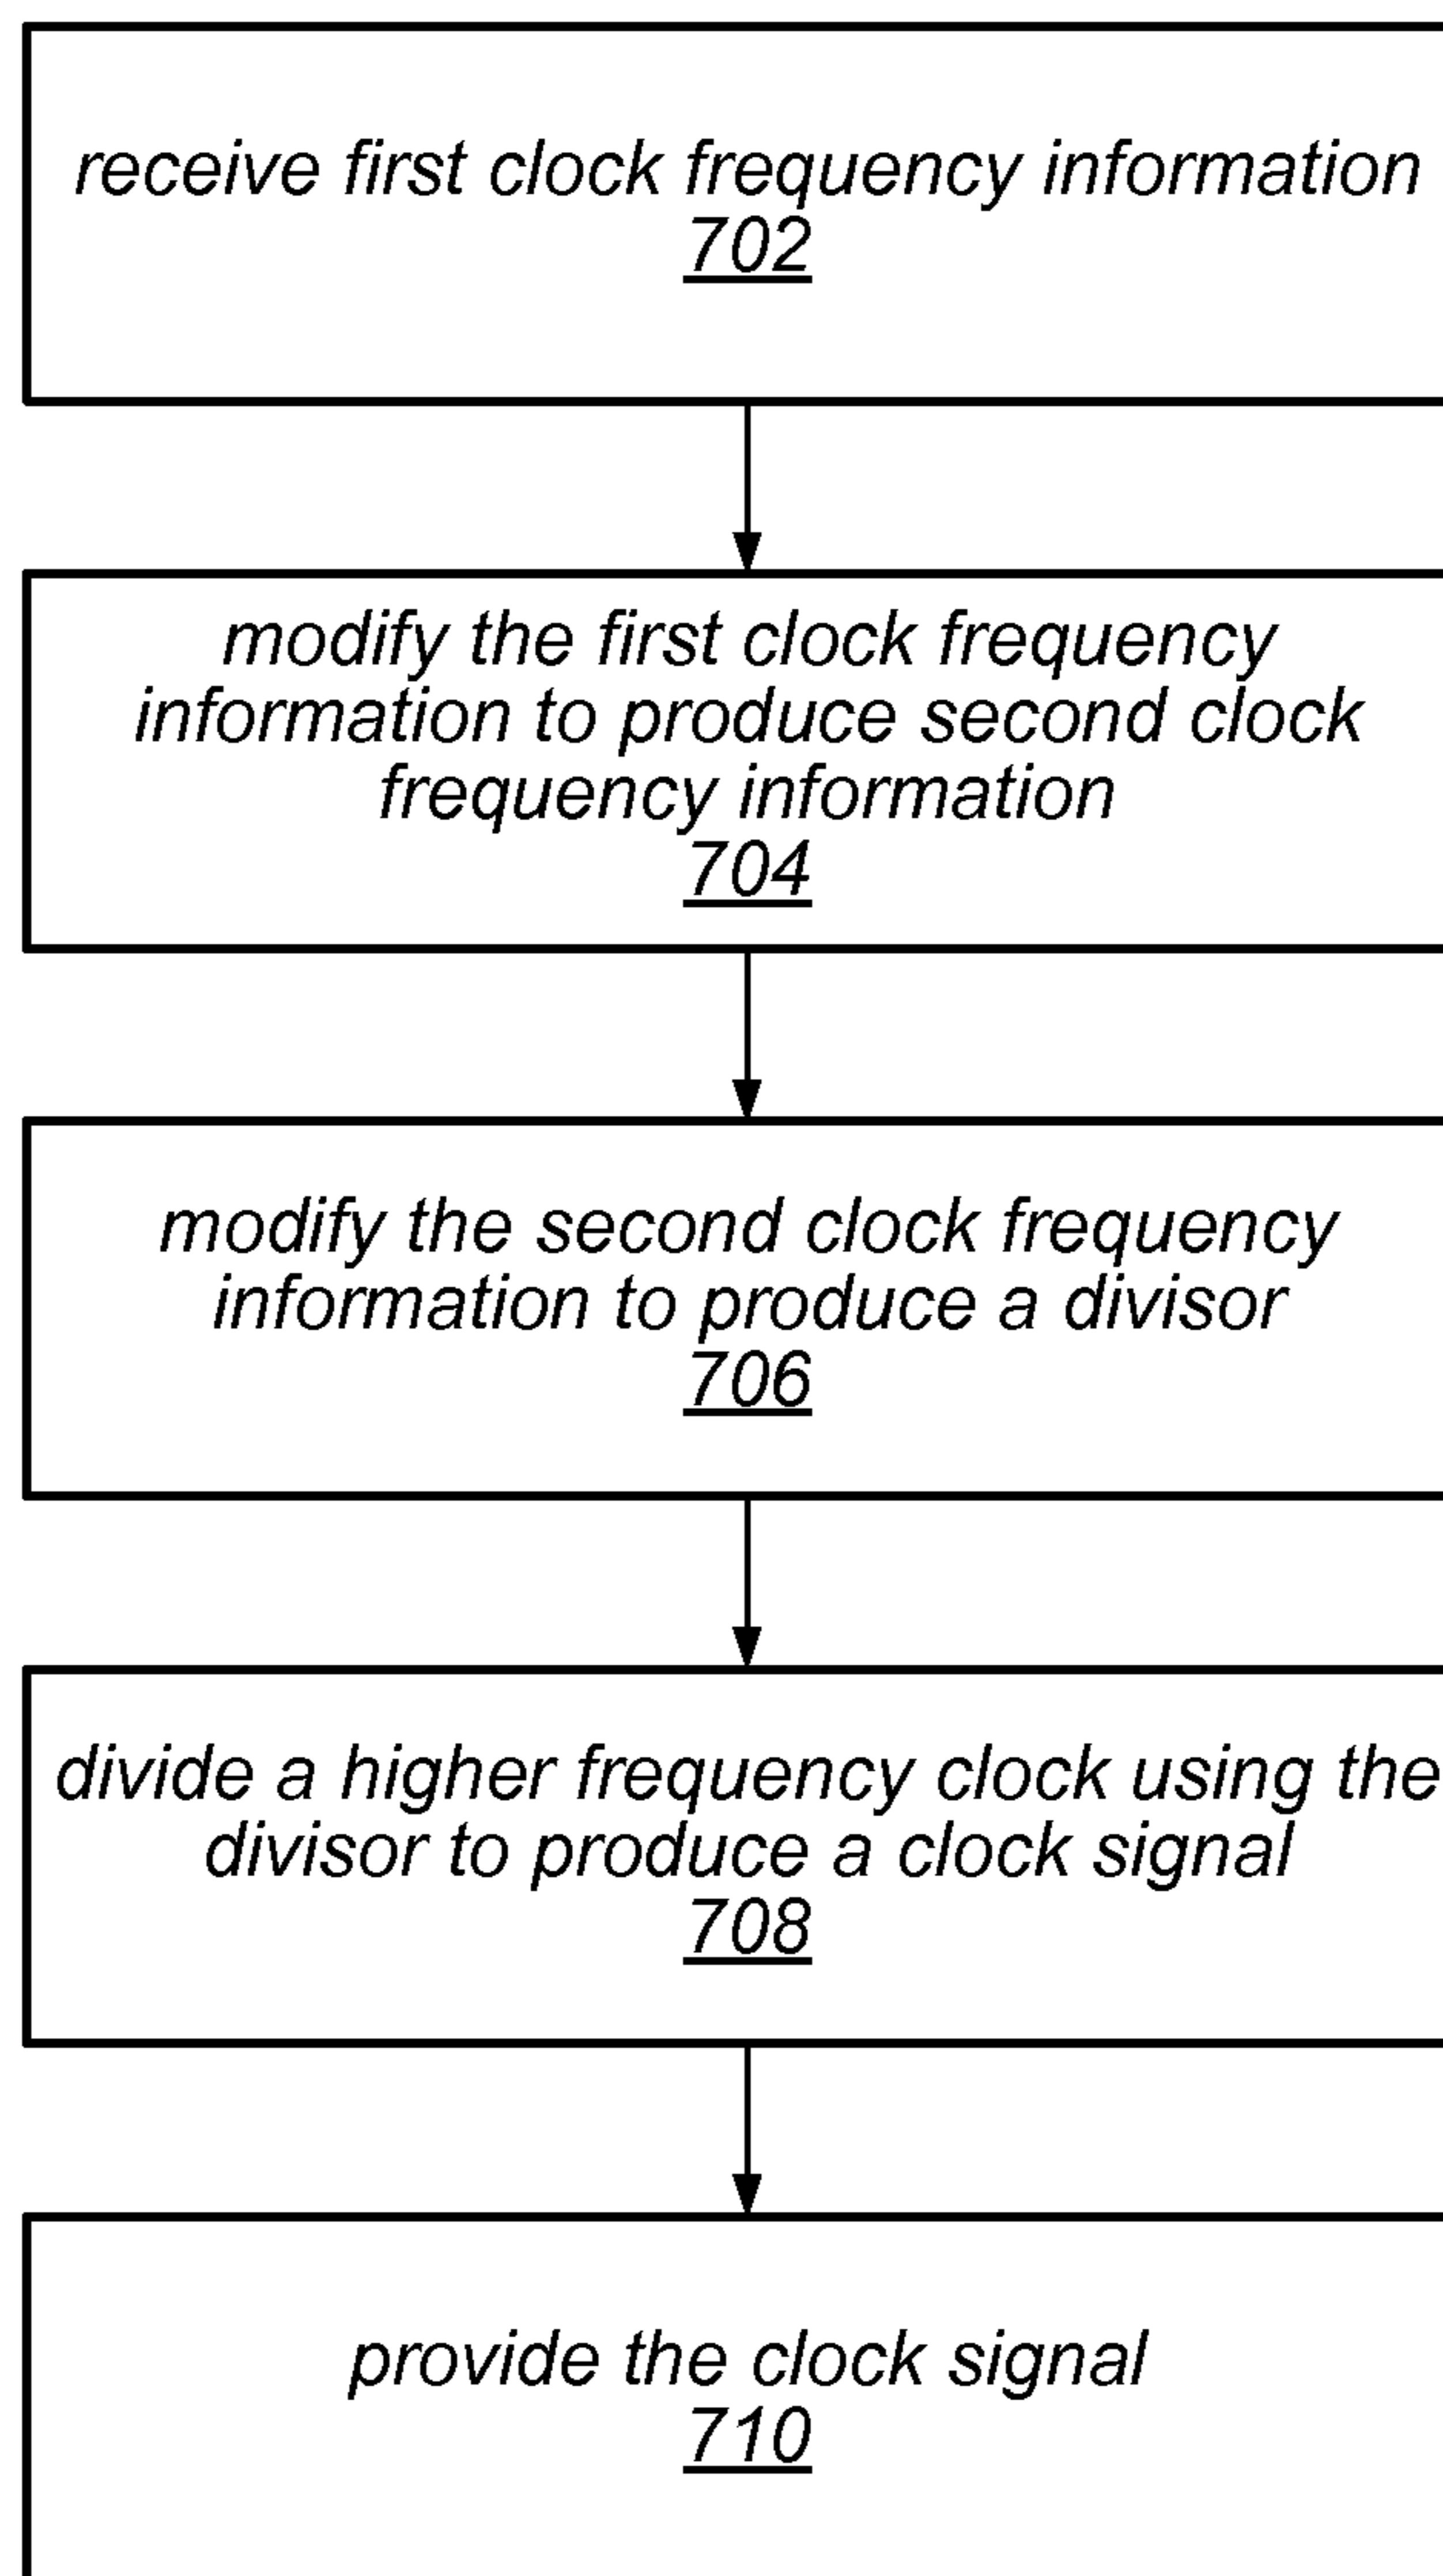 receive first clock frequency information
702
modify the first clock frequency
information to produce second clock
frequency information
704
modify the second clock frequency
information to produce a divisor
706
divide a higher frequency clock using the
divisor to produce a clock signal
708
provide the clock signal
710